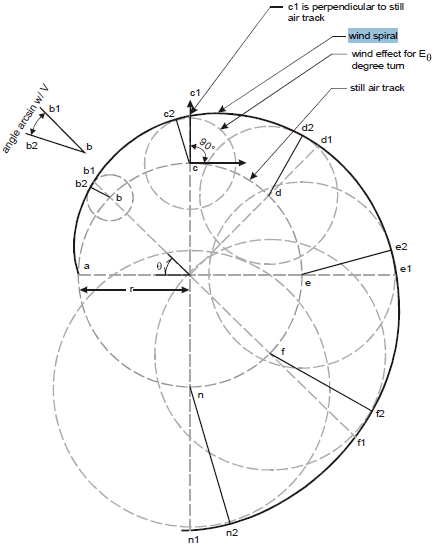 c1 is perpendicular to still
air track
wind spiral
wind effect for Eθ
degree turn
still air track
angle arcsin w/ V
b1
b2
b
c1
c2
90°
c
d2
d1
d
b1
b2
b
a
θ
r
e
e2
e1
f
f2
f1
n
n2
n1